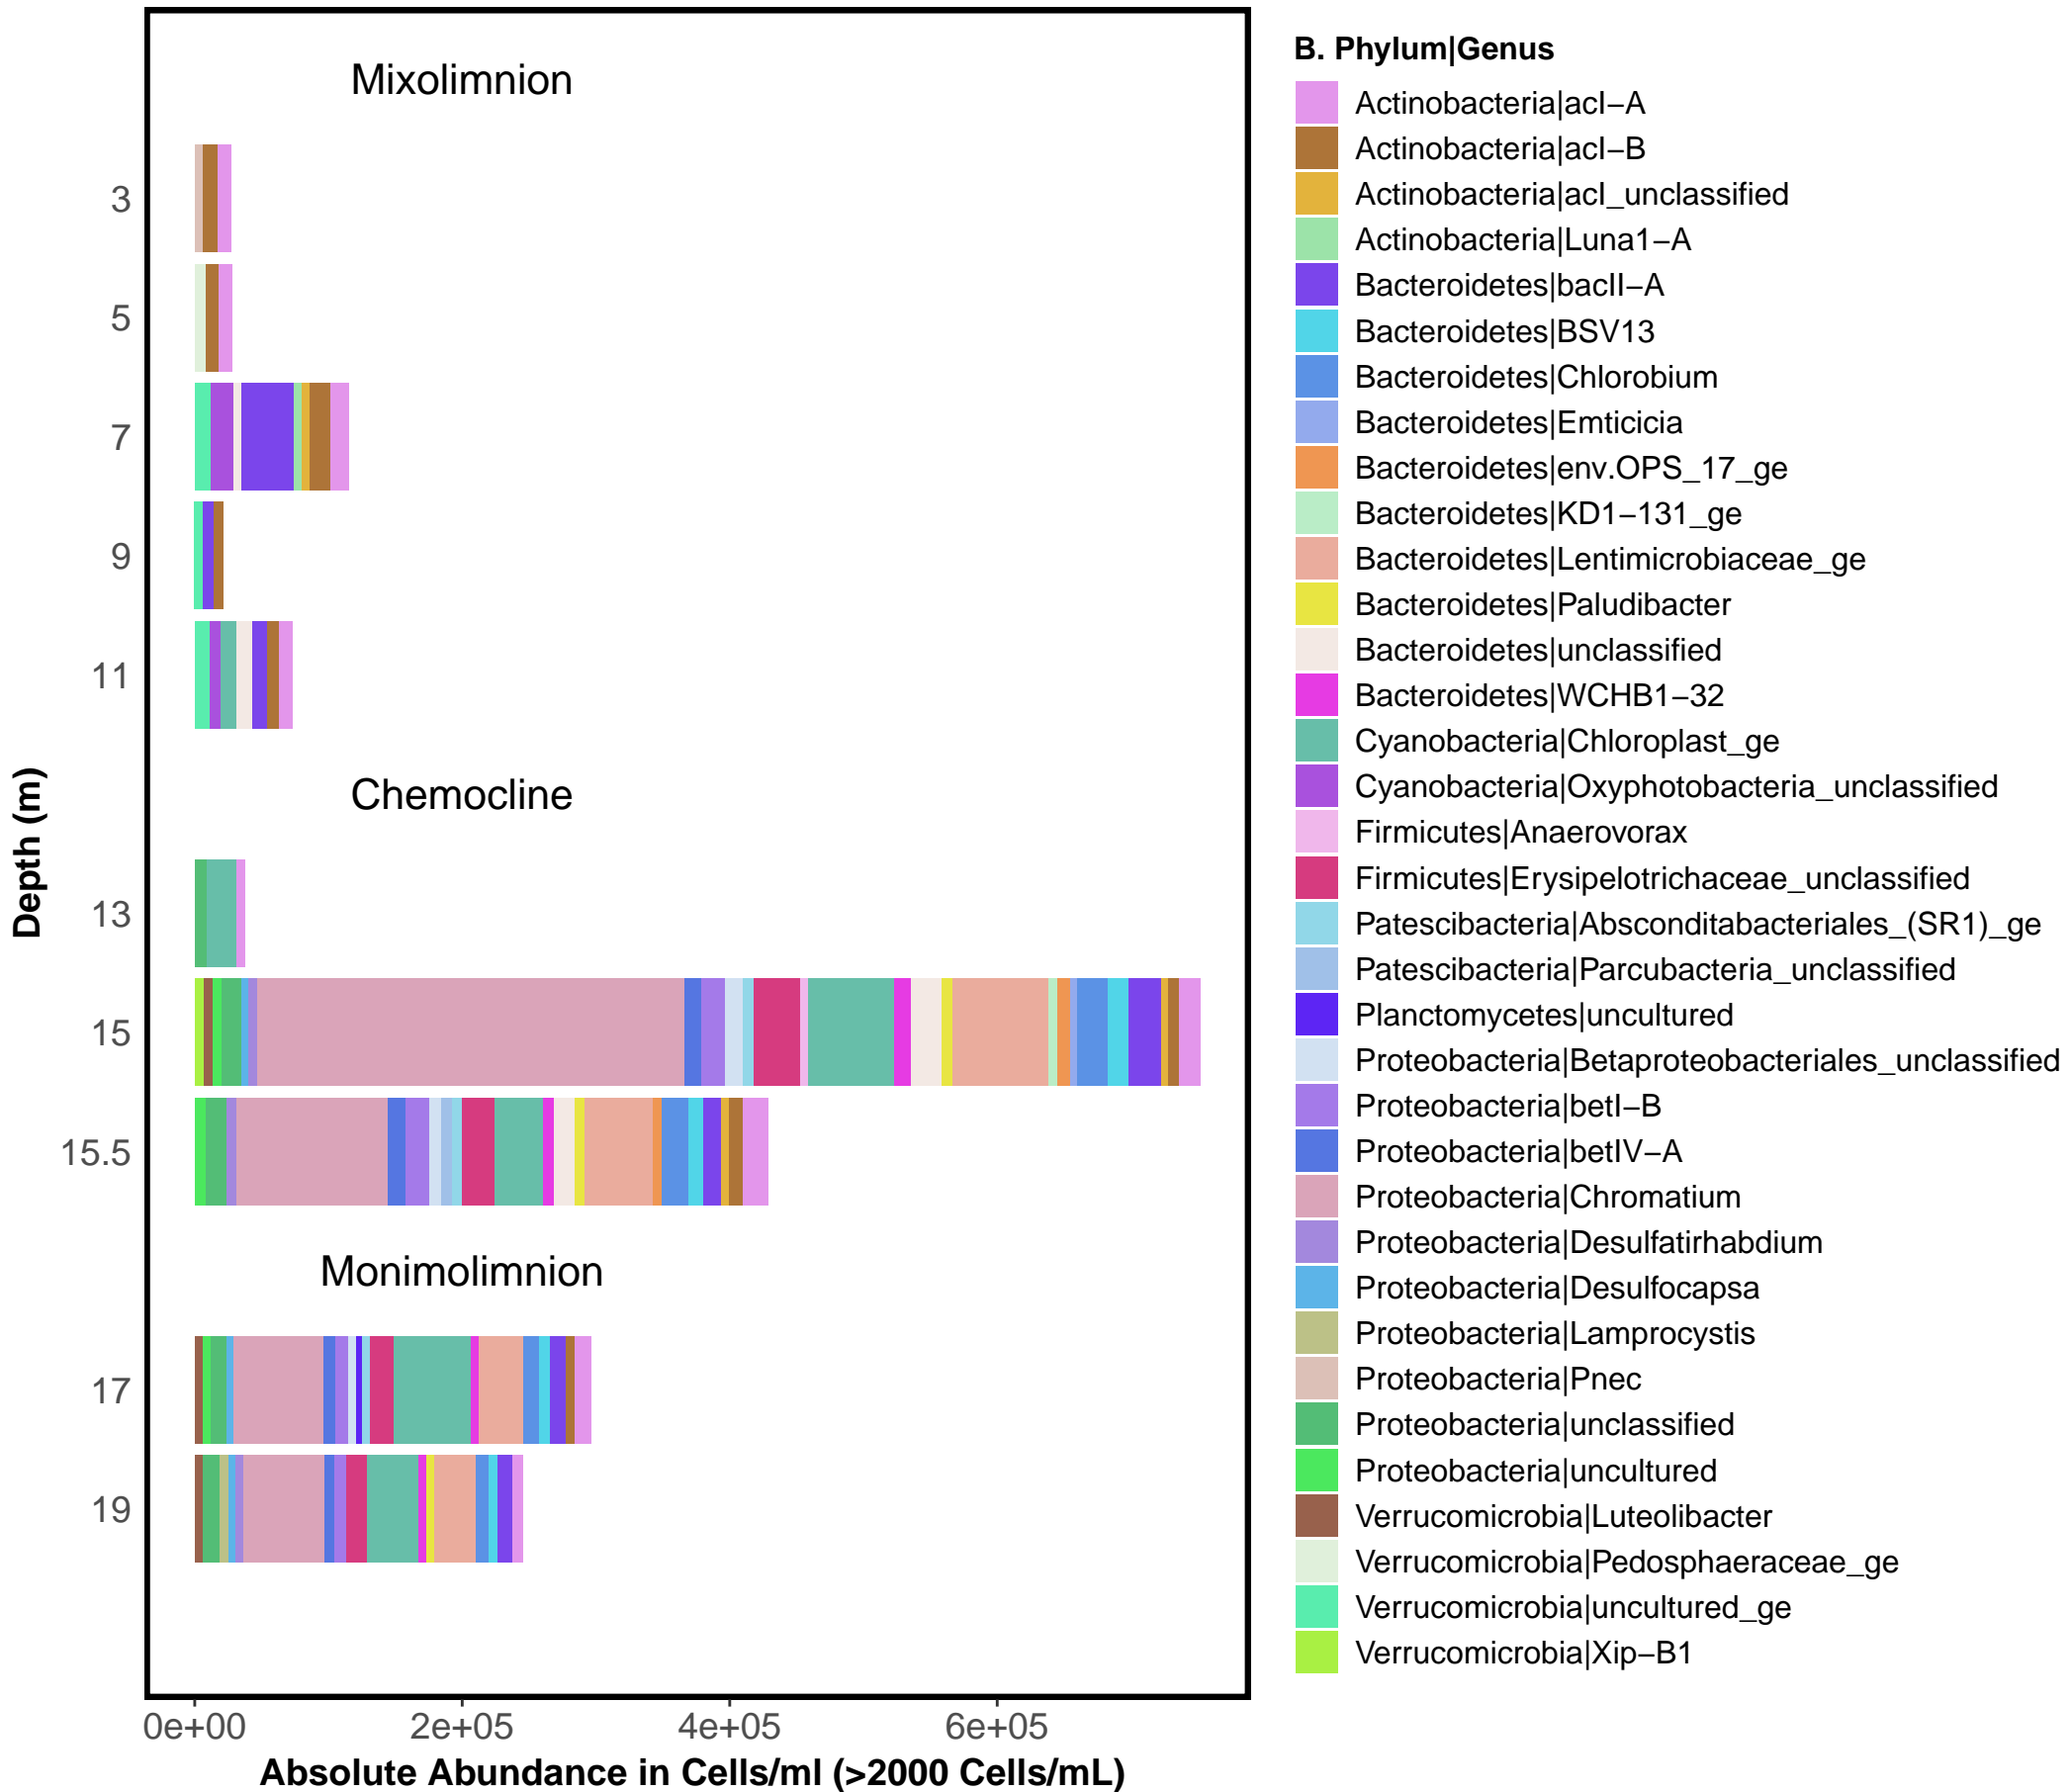 Mixolimnion
3
5
7
9
11
Chemocline
13
15
15.5
Monimolimnion
17
19
Depth (m)
0e+00 2e+05 4e+05 6e+05
Absolute Abundance in Cells/ml (>2000 Cells/mL)
B. Phylum|Genus
Actinobacteria|acI−A
Actinobacteria|acI−B
Actinobacteria|acI_unclassified
Actinobacteria|Luna1−A
Bacteroidetes|bacII−A
Bacteroidetes|BSV13
Bacteroidetes|Chlorobium
Bacteroidetes|Emticicia
Bacteroidetes|env.OPS_17_ge
Bacteroidetes|KD1−131_ge
Bacteroidetes|Lentimicrobiaceae_ge
Bacteroidetes|Paludibacter
Bacteroidetes|unclassified
Bacteroidetes|WCHB1−32
Cyanobacteria|Chloroplast_ge
Cyanobacteria|Oxyphotobacteria_unclassified
Firmicutes|Anaerovorax
Firmicutes|Erysipelotrichaceae_unclassified
Patescibacteria|Absconditabacteriales_(SR1)_ge
Patescibacteria|Parcubacteria_unclassified
Planctomycetes|uncultured
Proteobacteria|Betaproteobacteriales_unclassified
Proteobacteria|betI−B
Proteobacteria|betIV−A
Proteobacteria|Chromatium
Proteobacteria|Desulfatirhabdium
Proteobacteria|Desulfocapsa
Proteobacteria|Lamprocystis
Proteobacteria|Pnec
Proteobacteria|unclassified
Proteobacteria|uncultured
Verrucomicrobia|Luteolibacter
Verrucomicrobia|Pedosphaeraceae_ge
Verrucomicrobia|uncultured_ge
Verrucomicrobia|Xip−B1